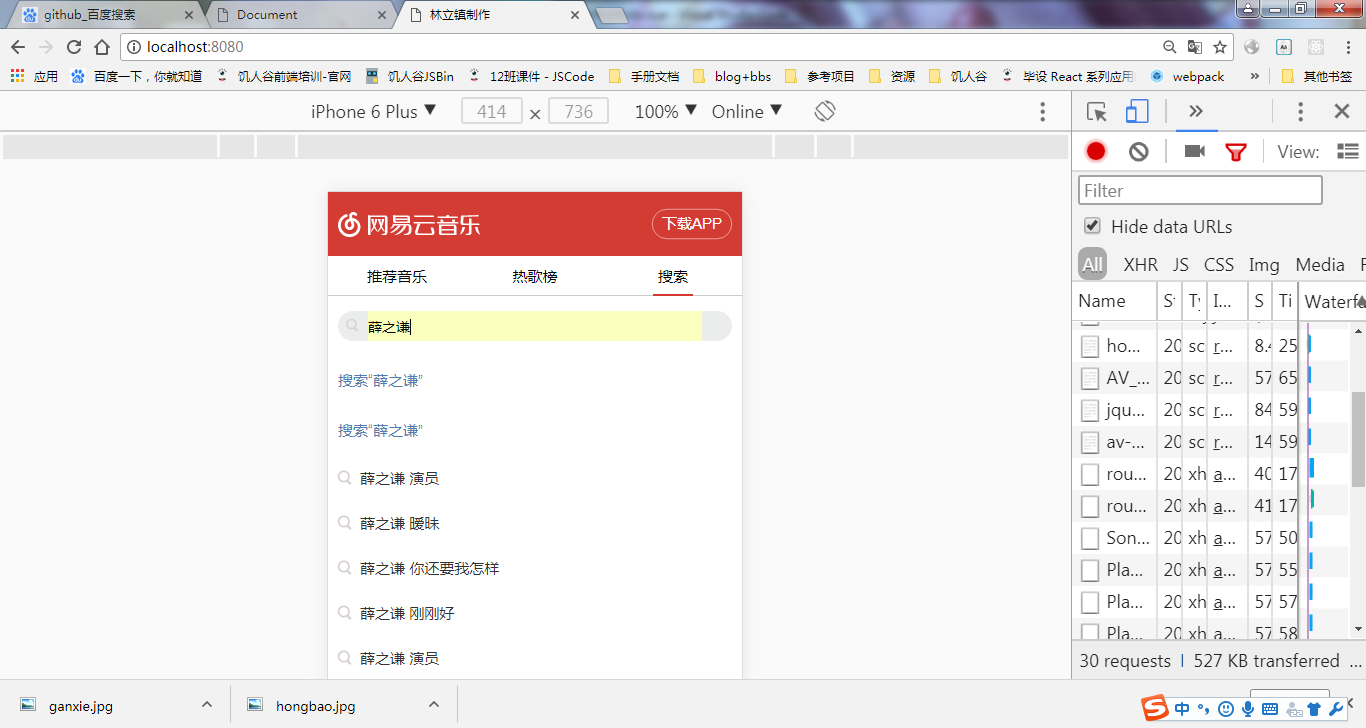 github_百度搜索
Document
林立镇制作
localhost:8080
应用
百度一下，你就知道
饥人谷前端培训-官网
饥人谷JSBin
12班课件 - JSCode
手册文档
blog+bbs
参考项目
资源
饥人谷
毕设 React 系列应用
webpack
»
其他书签
iPhone 6 Plus ▼
414 × 736
100% ▼
Online ▼
View:
Filter
Hide data URLs
All XHR JS CSS Img Media F
Name S T I... S Ti Waterfa
ho... 20 sc r... 8.4 25
AV_... 20 sc r... 57 65
jqu... 20 sc r... 84 59
av-... 20 sc r... 14 59
rou... 20 xh a... 40 17
rou... 20 xh a... 41 17
Son... 20 xh a... 57 50
Pla... 20 xh a... 57 55
Pla... 20 xh a... 57 57
Pla... 20 xh a... 57 58
30 requests | 527 KB transferred ...
网易云音乐
下载APP
推荐音乐
热歌榜
搜索
薛之谦
搜索“薛之谦”
搜索“薛之谦”
薛之谦 演员
薛之谦 暧昧
薛之谦 你还要我怎样
薛之谦 刚刚好
薛之谦 演员
ganxie.jpg
hongbao.jpg
中